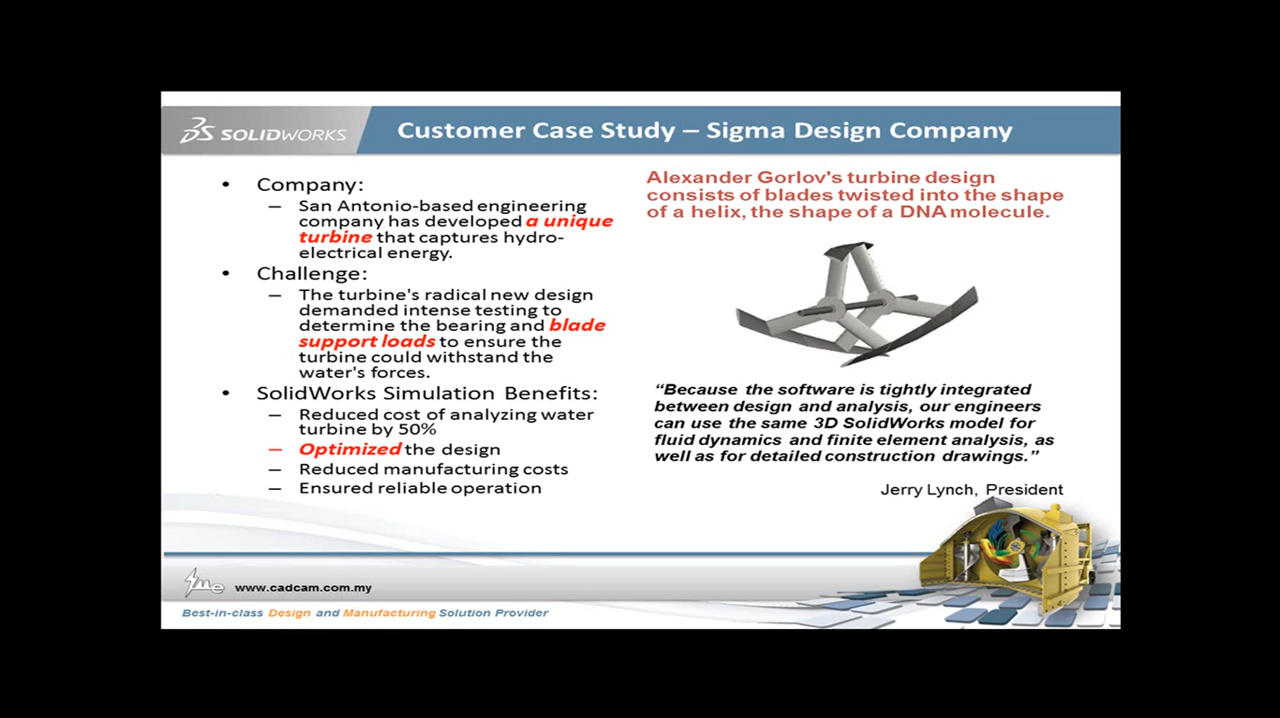 SOLIDWORKS
Customer Case Study – Sigma Design Company
• Company:
– San Antonio-based engineering
company has developed a unique
turbine that captures hydro-
electrical energy.
• Challenge:
– The turbine's radical new design
demanded intense testing to
determine the bearing and blade
support loads to ensure the
turbine could withstand the
water's forces.
• SolidWorks Simulation Benefits:
– Reduced cost of analyzing water
turbine by 50%
– Optimized the design
– Reduced manufacturing costs
– Ensured reliable operation
Alexander Gorlov's turbine design
consists of blades twisted into the shape
of a helix, the shape of a DNA molecule.
“Because the software is tightly integrated
between design and analysis, our engineers
can use the same 3D SolidWorks model for
fluid dynamics and finite element analysis, as
well as for detailed construction drawings.”
Jerry Lynch, President
www.cadcam.com.my
Best-in-class Design and Manufacturing Solution Provider